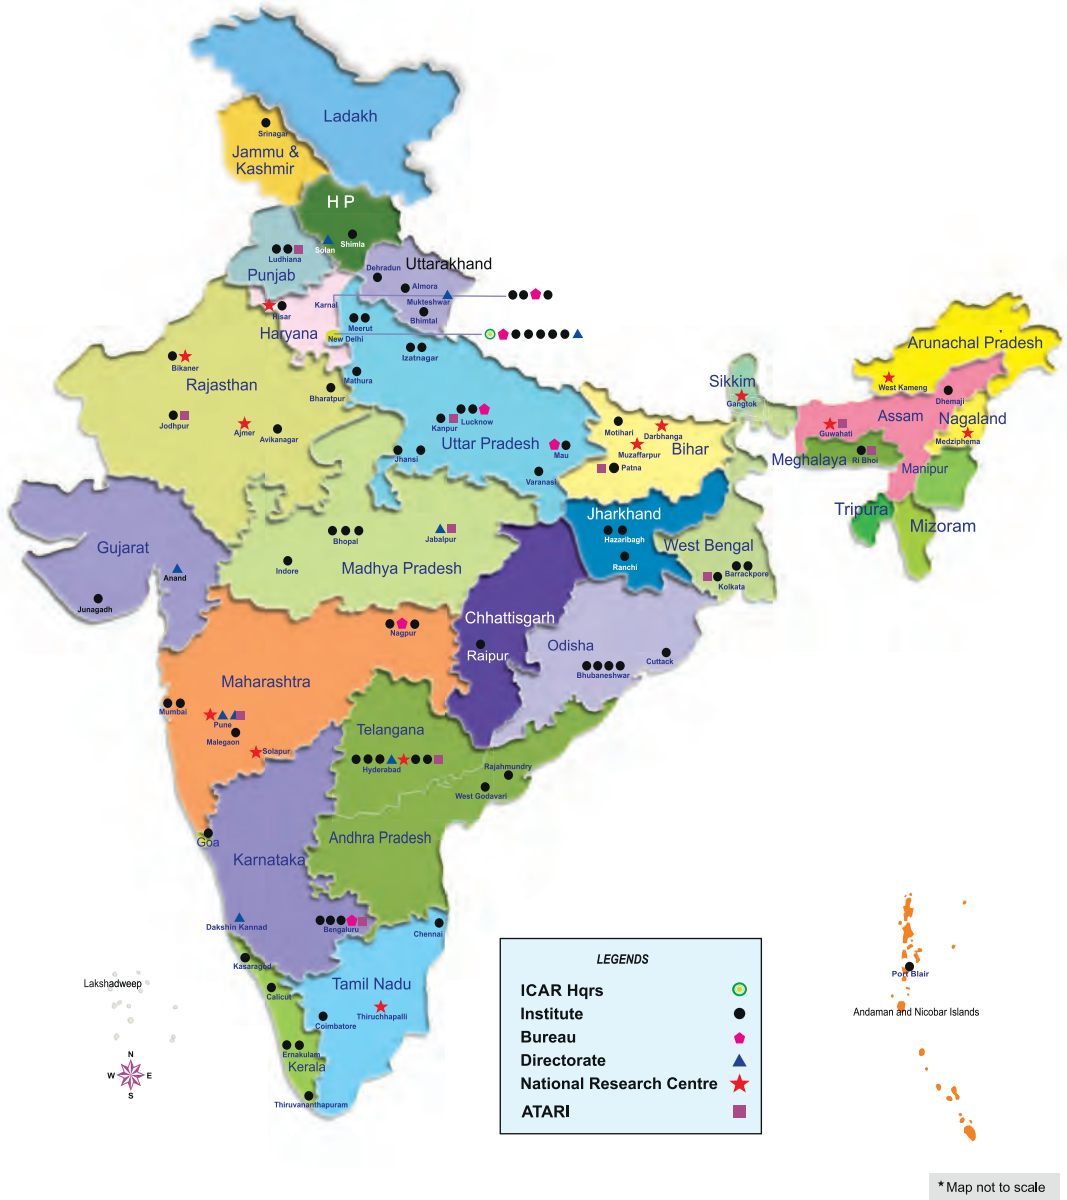 Ladakh
Srinagar
Jammu &
Kashmir
H P
Solan
Shimla
Ludhiana
Punjab
Uttarakhand
Dehradun
Almora
Mukteshwar
Bhimtal
Hisar
Karnal
Haryana
New Delhi
Meerut
Izatnagar
Mathura
Bikaner
Rajasthan
Bharatpur
Jodhpur
Ajmer
Avikanagar
Lucknow
Kanpur
Uttar Pradesh
Jhansi
Mau
Varanasi
Motihari
Darbhanga
Muzaffarpur
Bihar
Patna
Sikkim
Gangtok
Arunachal Pradesh
West Kameng
Dhemaji
Assam
Nagaland
Guwahati
Medziphema
Meghalaya
Ri Bhoi
Manipur
Tripura
Mizoram
Jharkhand
Hazaribagh
Ranchi
West Bengal
Barrackpore
Kolkata
Gujarat
Anand
Junagadh
Bhopal
Jabalpur
Indore
Madhya Pradesh
Chhattisgarh
Raipur
Odisha
Cuttack
Bhubaneshwar
Nagpur
Maharashtra
Mumbai
Pune
Malegaon
Solapur
Telangana
Hyderabad
Rajahmundry
West Godavari
Andhra Pradesh
Goa
Karnataka
Dakshin Kannad
Bengaluru
Chennai
Kasaragod
Calicut
Tamil Nadu
Thiruchhapalli
Coimbatore
Ernakulam
Kerala
Thiruvananthapuram
Lakshadweep
N
W E
S
Port Blair
Andaman and Nicobar Islands
LEGENDS
ICAR Hqrs
Institute
Bureau
Directorate
National Research Centre
ATARI
* Map not to scale